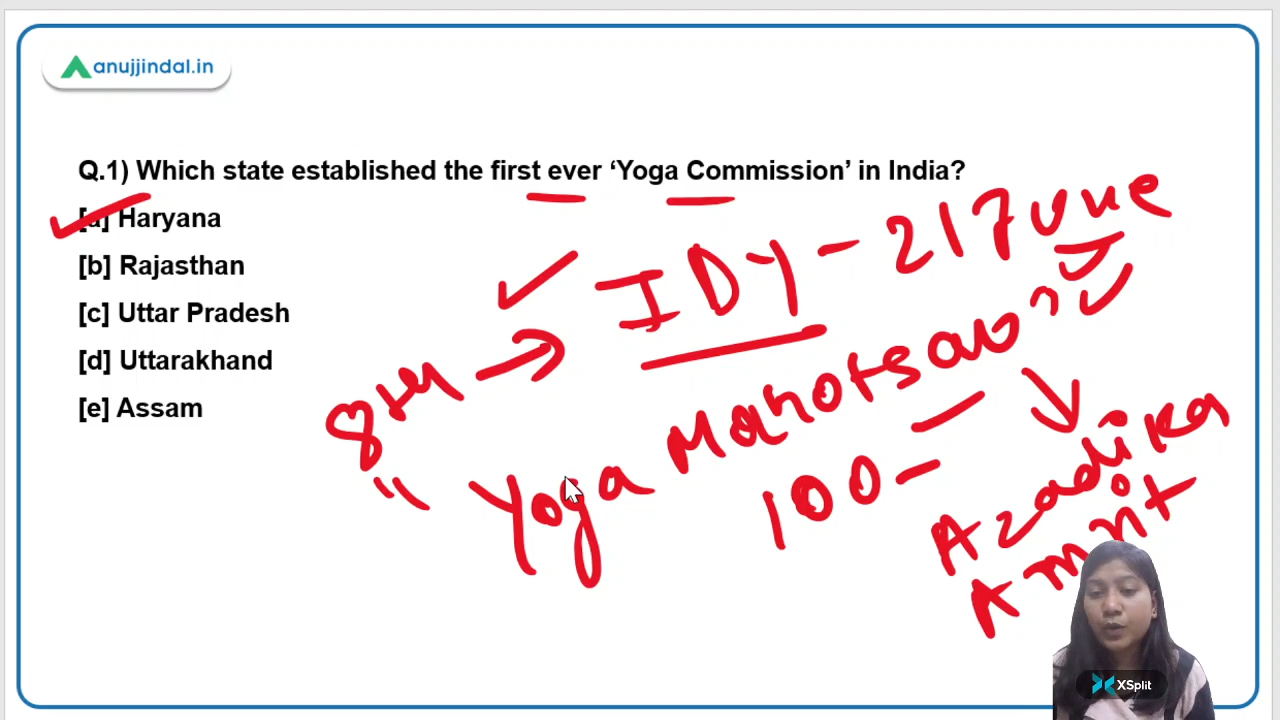 anujjindal.in
Q.1) Which state established the first ever ‘Yoga Commission’ in India?
[a] Haryana
[b] Rajasthan
[c] Uttar Pradesh
[d] Uttarakhand
[e] Assam
IDY - 21 June
8th
Yoga Mahotsav
100 -
Azadi ka
Amrit
XSplit